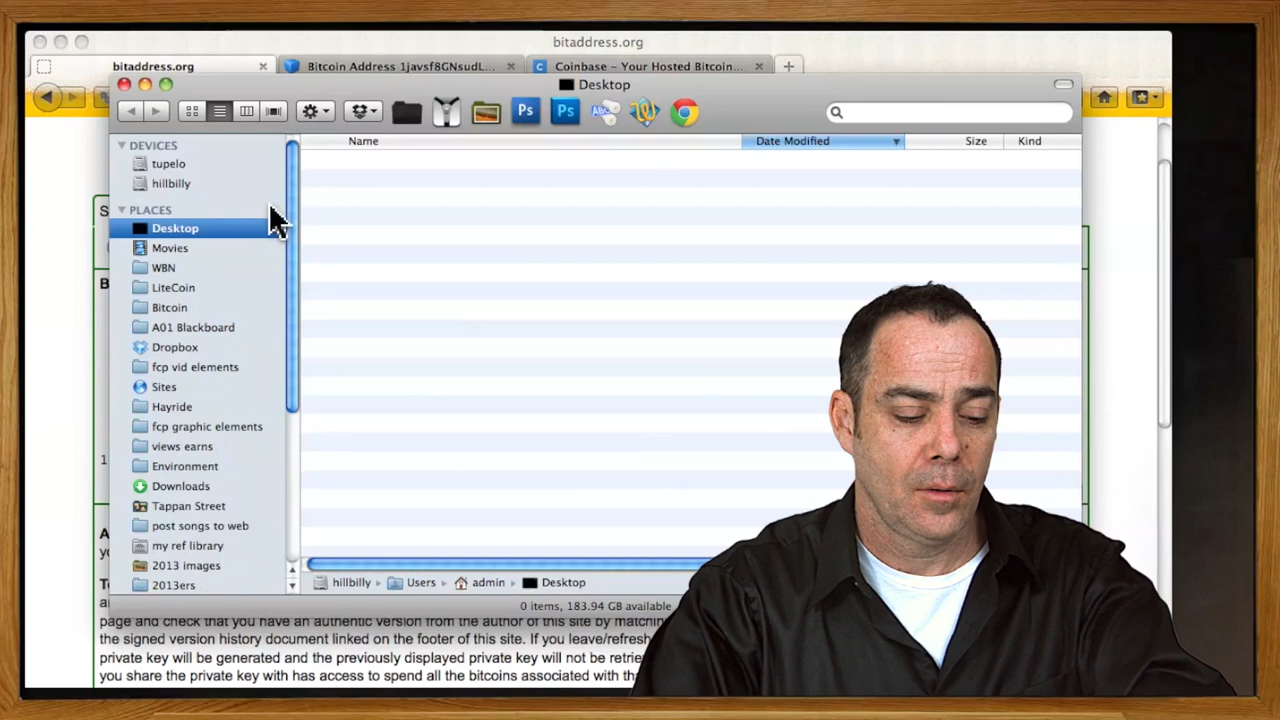 bitaddress.org
bitaddress.org
Bitcoin Address 1javsf8GNsudL...
Coinbase - Your Hosted Bitcoin...
Desktop
Ps
Ps
ABC
Name
Date Modified
Size
Kind
DEVICES
tupelo
hillbilly
PLACES
Desktop
Movies
WBN
LiteCoin
Bitcoin
A01 Blackboard
Dropbox
fcp vid elements
Sites
Hayride
fcp graphic elements
views earns
Environment
Downloads
Tappan Street
post songs to web
my ref library
2013 images
2013ers
S
B
1
hillbilly ▸ Users ▸ admin ▸ Desktop
0 items, 183.94 GB available
page and check that you have an authentic version from the author of this site by matching
the signed version history document linked on the footer of this site. If you leave/refresh
private key will be generated and the previously displayed private key will not be retrie
you share the private key with has access to spend all the bitcoins associated with tha